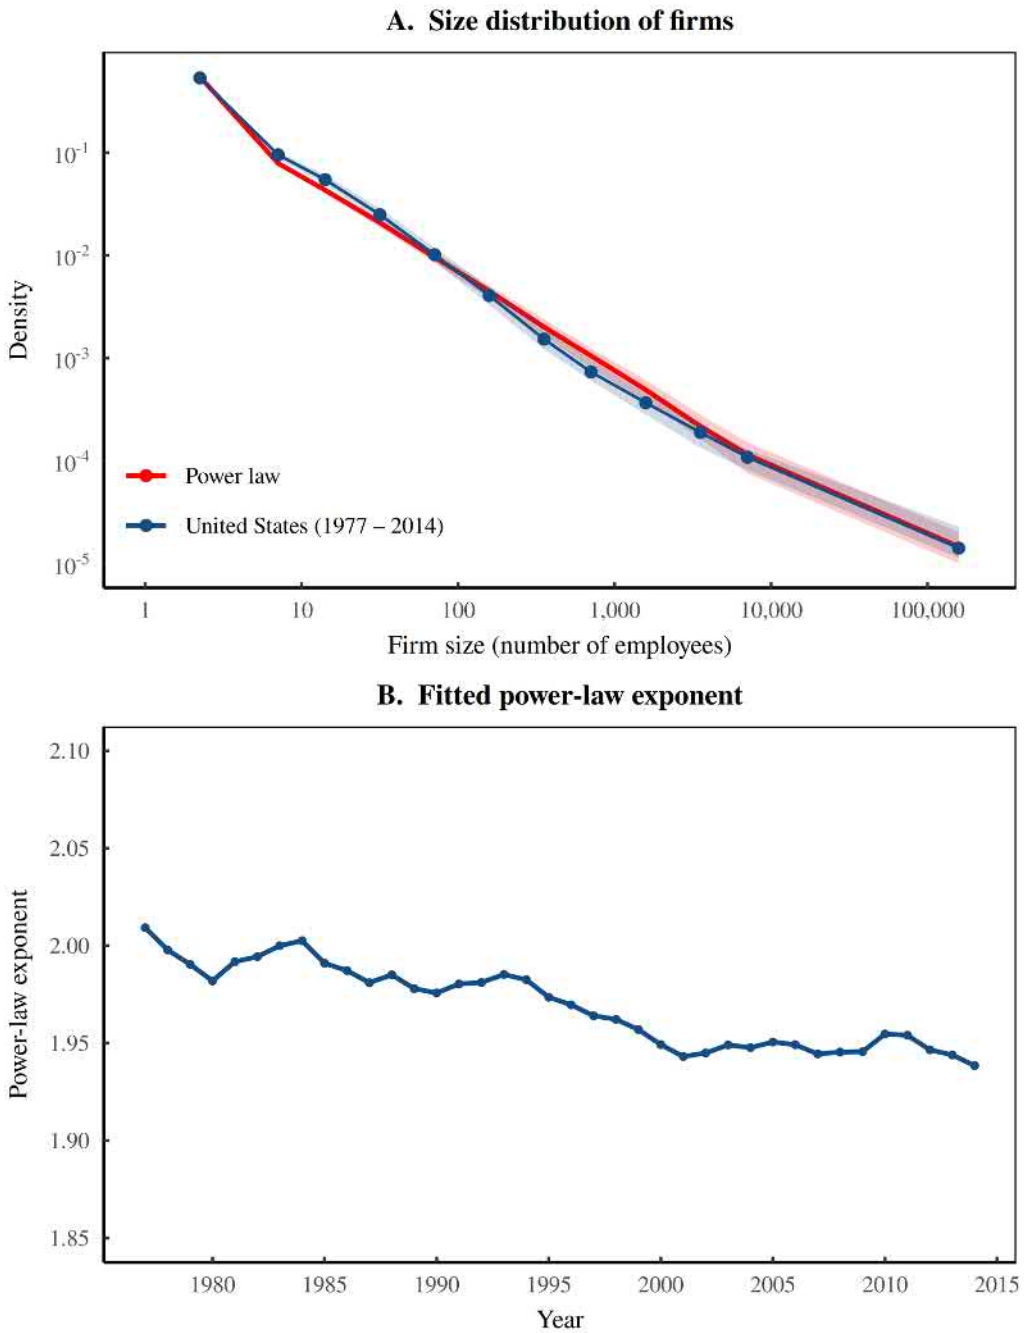 A. Size distribution of firms
10-1
10-2
10-3
10-4
10-5
Density
Power law
United States (1977 – 2014)
1 10 100 1,000 10,000 100,000
Firm size (number of employees)
B. Fitted power-law exponent
2.10
2.05
2.00
1.95
1.90
1.85
Power-law exponent
1980 1985 1990 1995 2000 2005 2010 2015
Year